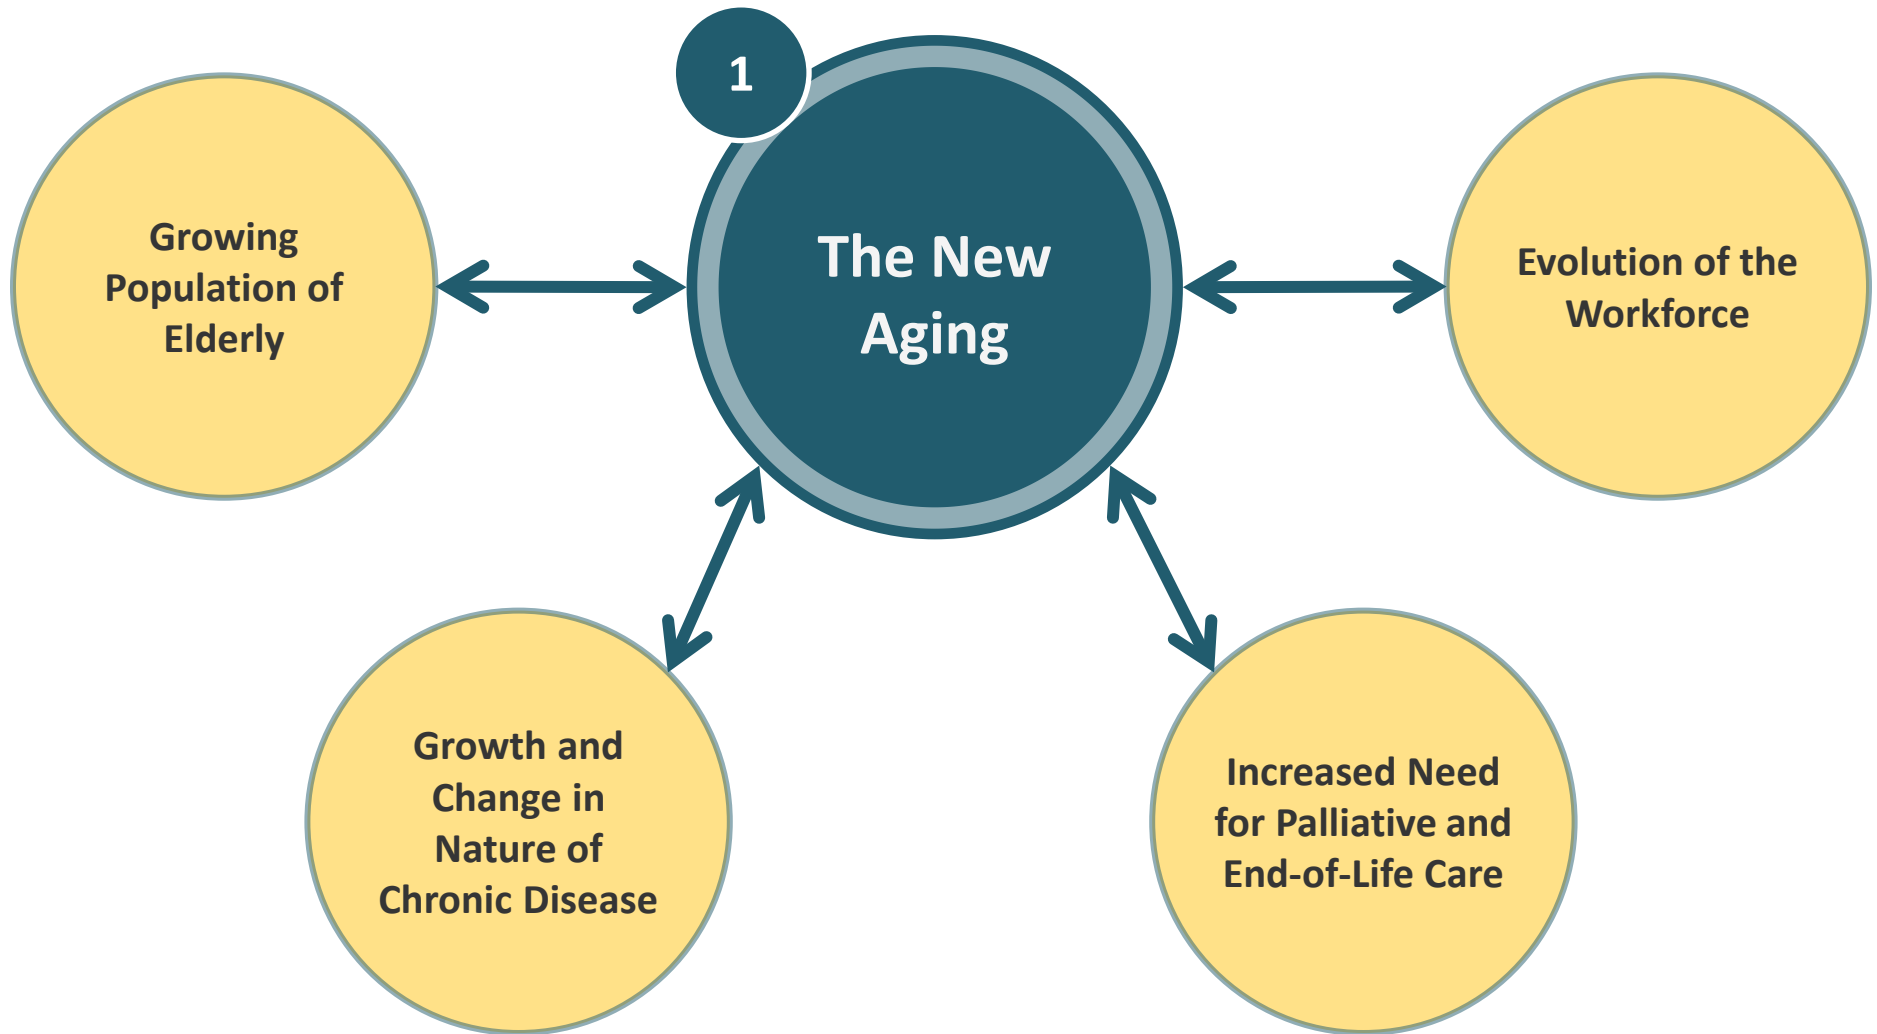 1
The New
Aging
Growing
Population of
Elderly
Evolution of the
Workforce
Growth and
Change in
Nature of
Chronic Disease
Increased Need
for Palliative and
End-of-Life Care